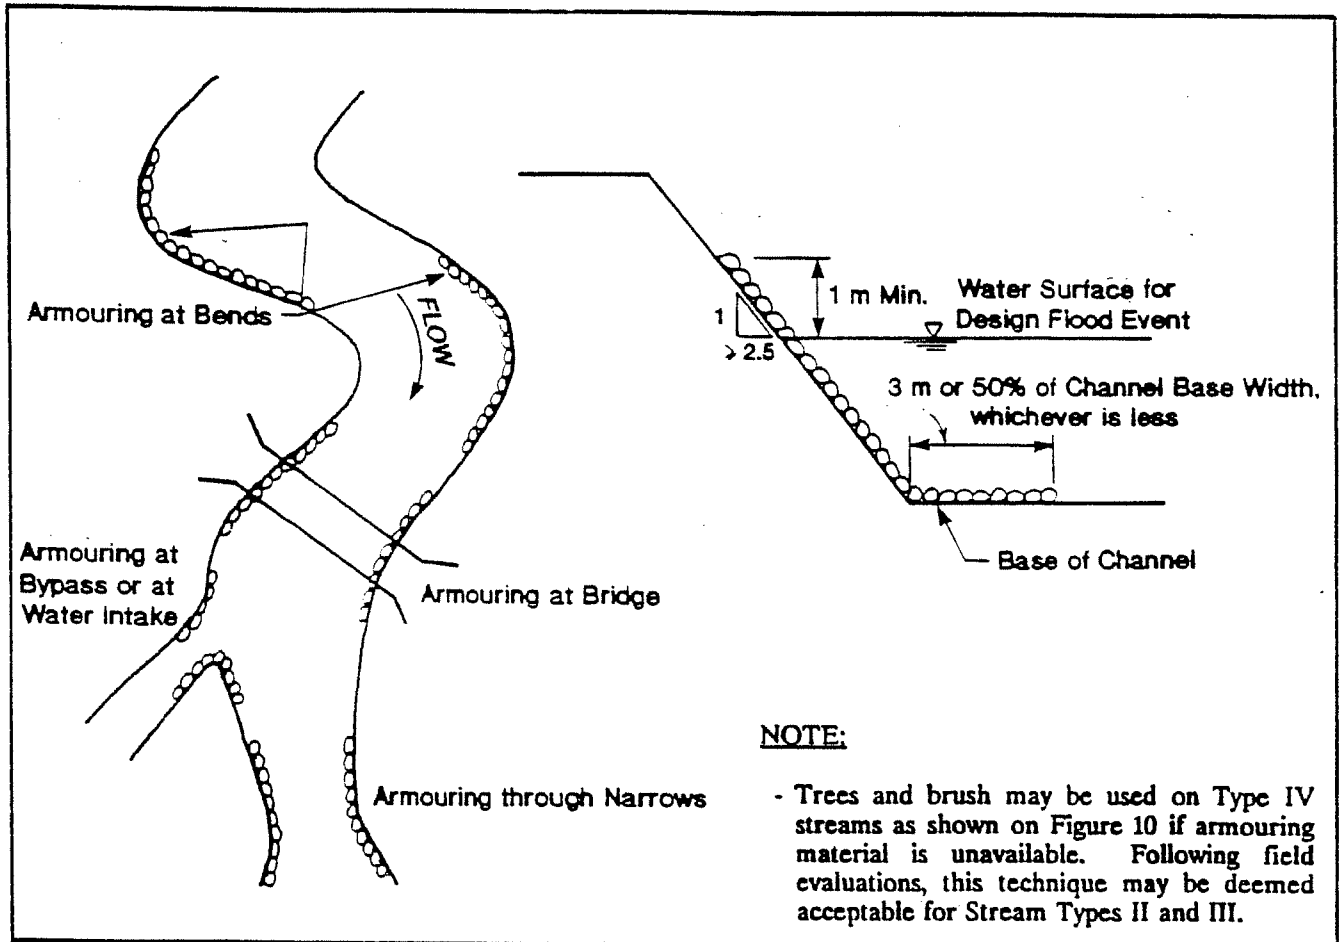 Armouring at Bends
FLOW
Armouring at
Bypass or at
Water Intake
Armouring at Bridge
Armouring through Narrows
1 m Min.
Water Surface for
Design Flood Event
1
> 2.5
3 m or 50% of Channel Base Width,
whichever is less
Base of Channel
NOTE:
- Trees and brush may be used on Type IV
streams as shown on Figure 10 if armouring
material is unavailable. Following field
evaluations, this technique may be deemed
acceptable for Stream Types II and III.